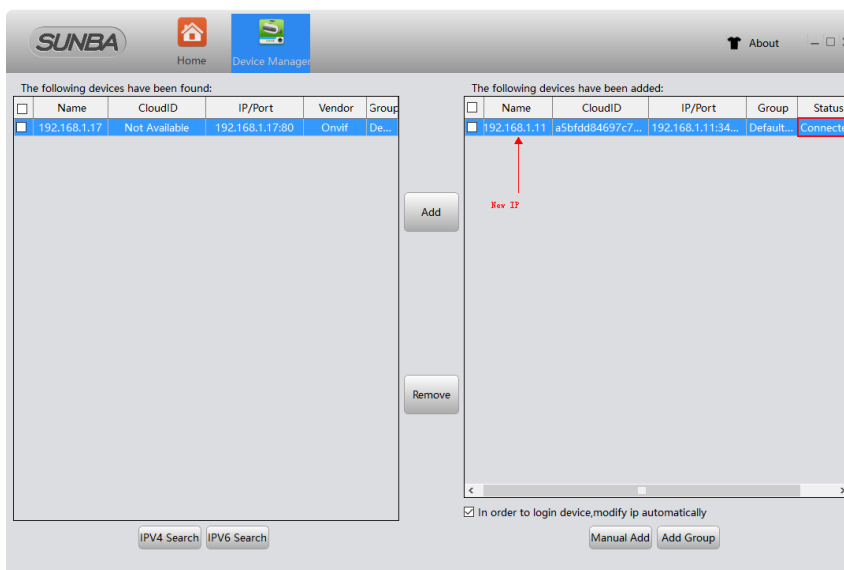 SUNBA
Home
Device Manager
About
The following devices have been found:
Name CloudID IP/Port Vendor Group
192.168.1.17 Not Available 192.168.1.17:80 Onvif De...
The following devices have been added:
Name CloudID IP/Port Group Status
192.168.1.11 a5bfdd84697c7... 192.168.1.11:34... Default... Connecte
New IP
Add
Remove
In order to login device,modify ip automatically
IPV4 Search IPV6 Search
Manual Add Add Group